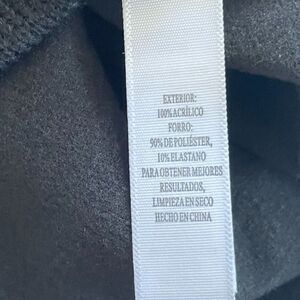 EXTERIOR:
100% ACRÍLICO
FORRO:
90% DE POLIÉSTER,
10% ELASTANO
PARA OBTENER MEJORES
RESULTADOS,
LIMPIEZA EN SECO
HECHO EN CHINA